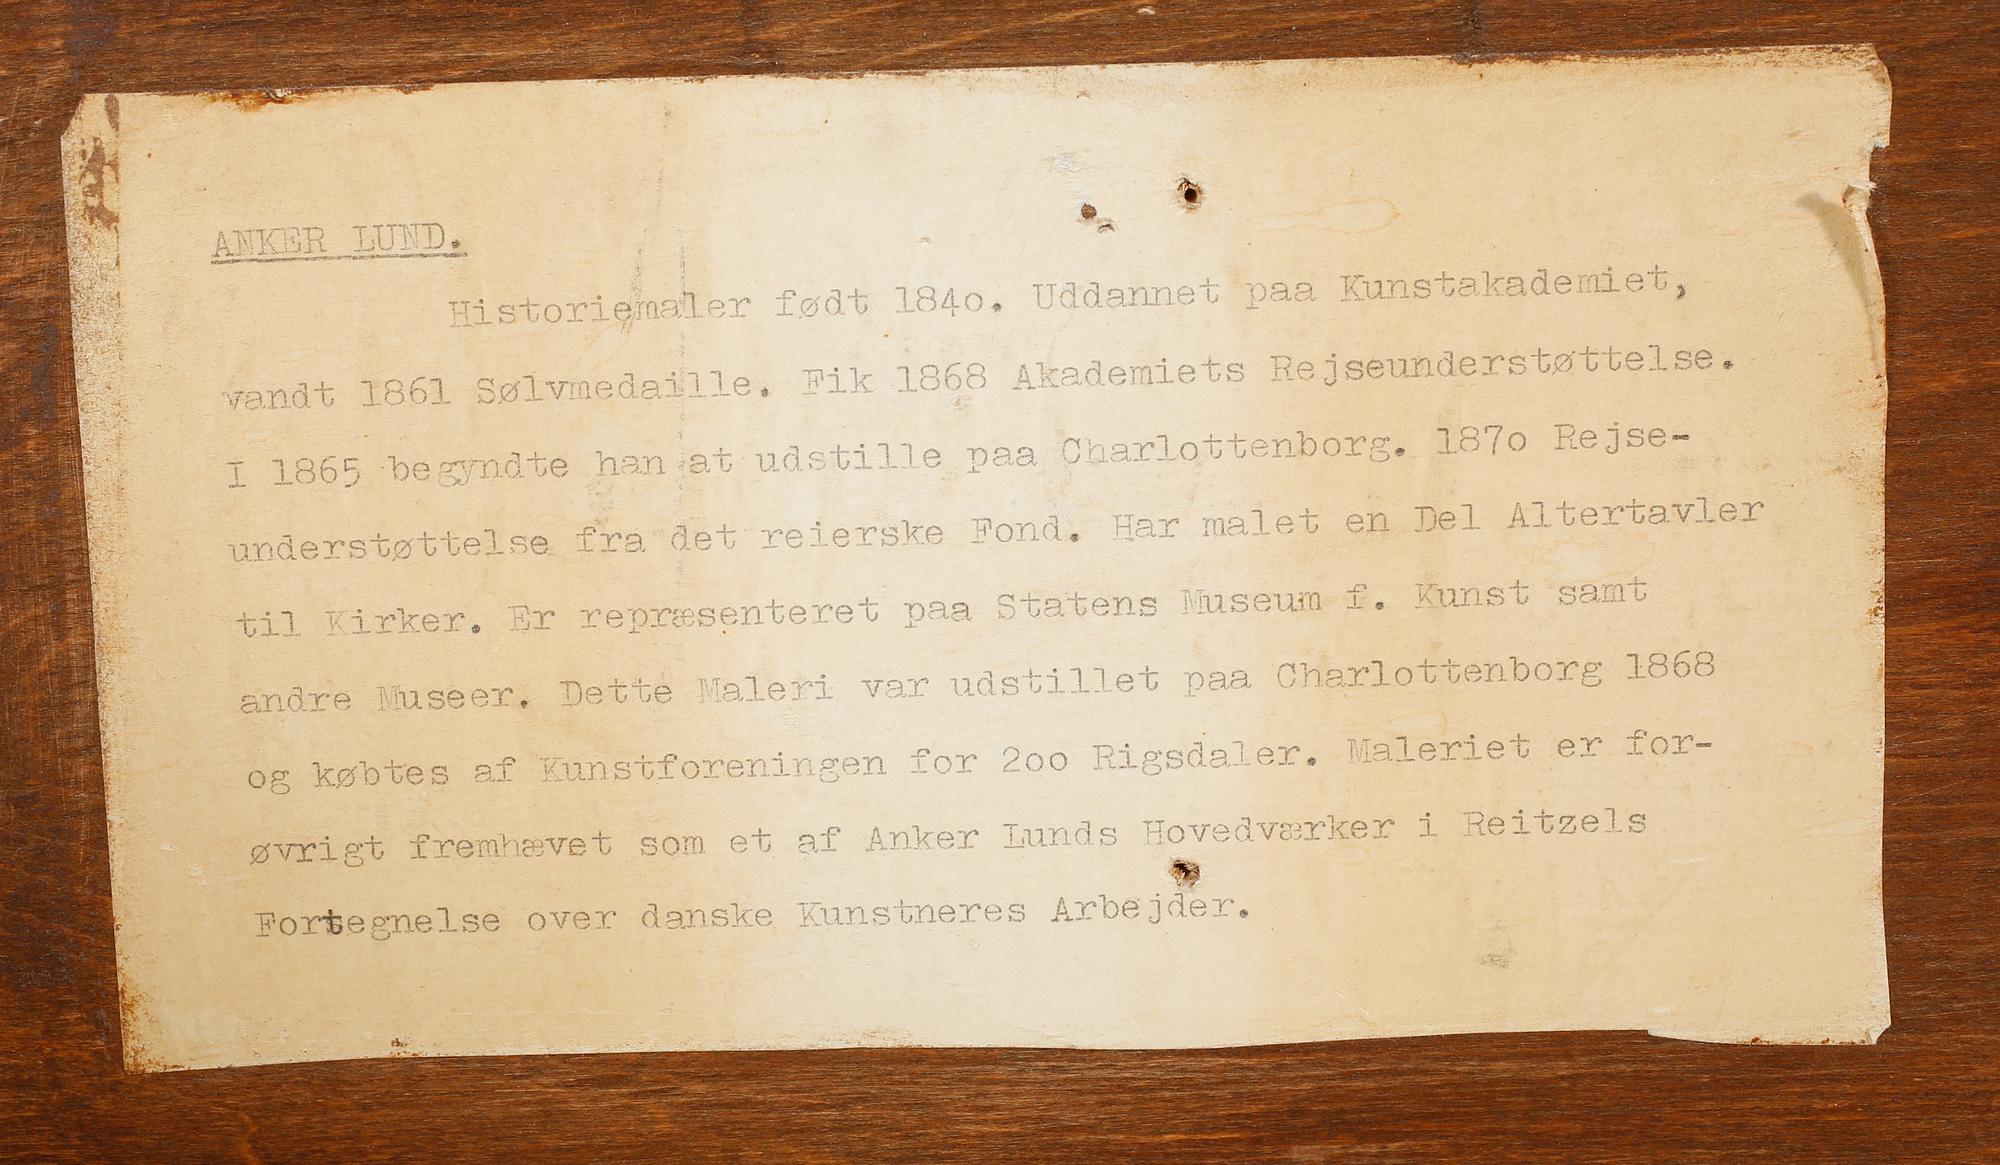 ANKER LUND.
Historiemaler født 184o. Uddannet paa Kunstakademiet,
vandt 1861 Sølvmedaille. Fik 1868 Akademiets Rejseunderstøttelse.
I 1865 begyndte han at udstille paa Charlottenborg. 187o Rejse-
understøttelse fra det reierske Fond. Har malet en Del Altertavler
til Kirker. Er repræsenteret paa Statens Museum f. Kunst samt
andre Museer. Dette Maleri var udstillet paa Charlottenborg 1868
og købtes af Kunstforeningen for 2oo Rigsdaler. Maleriet er for-
øvrigt fremhævet som et af Anker Lunds Hovedværker i Reitzels
Fortegnelse over danske Kunstneres Arbejder.